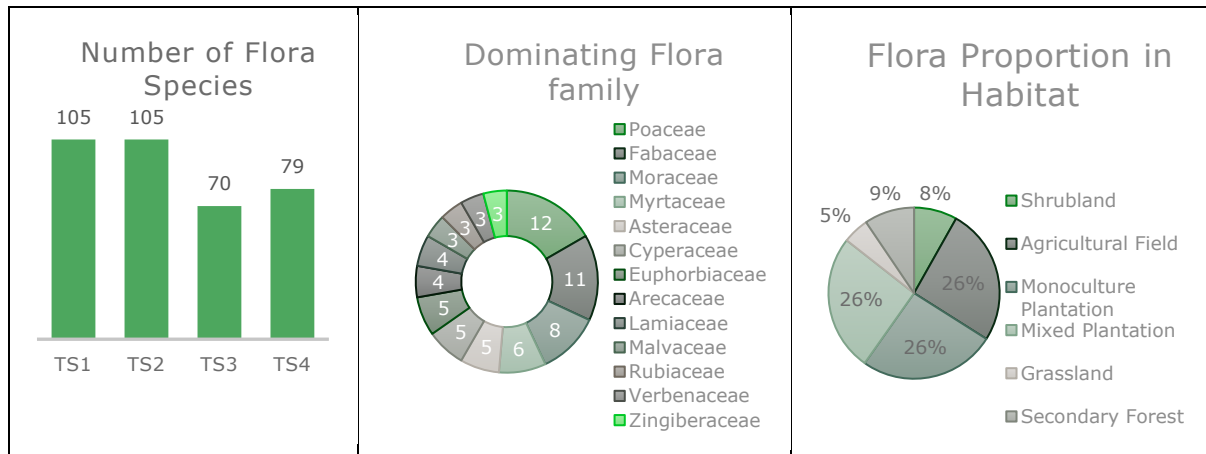 Number of Flora
Species
105
105
70
79
TS1
TS2
TS3
TS4
Dominating Flora
family
12
11
8
6
5
5
5
4
4
3
3
3
3
Poaceae
Fabaceae
Moraceae
Myrtaceae
Asteraceae
Cyperaceae
Euphorbiaceae
Arecaceae
Lamiaceae
Malvaceae
Rubiaceae
Verbenaceae
Zingiberaceae
Flora Proportion in
Habitat
8%
26%
26%
26%
5%
9%
Shrubland
Agricultural Field
Monoculture
Plantation
Mixed Plantation
Grassland
Secondary Forest